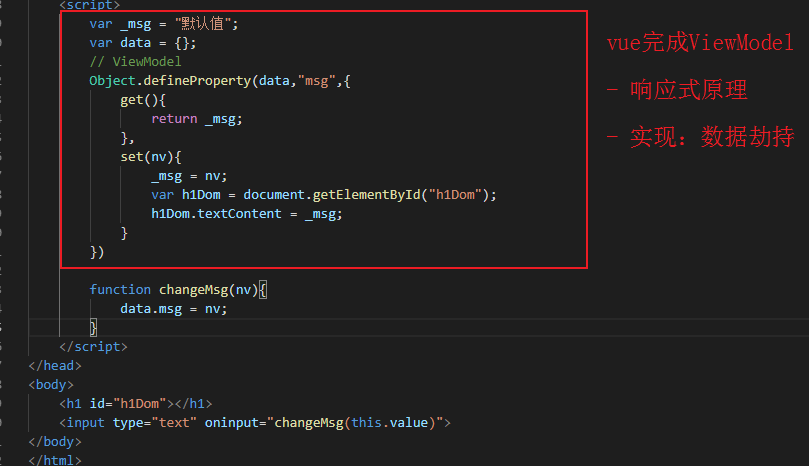 <script>
var _msg = "默认值";
var data = {};
// ViewModel
Object.defineProperty(data,"msg",{
get(){
return _msg;
},
set(nv){
_msg = nv;
var h1Dom = document.getElementById("h1Dom");
h1Dom.textContent = _msg;
}
})
function changeMsg(nv){
data.msg = nv;
}
</script>
</head>
<body>
<h1 id="h1Dom"></h1>
<input type="text" oninput="changeMsg(this.value)">
</body>
</html>
vue完成ViewModel
- 响应式原理
- 实现：数据劫持